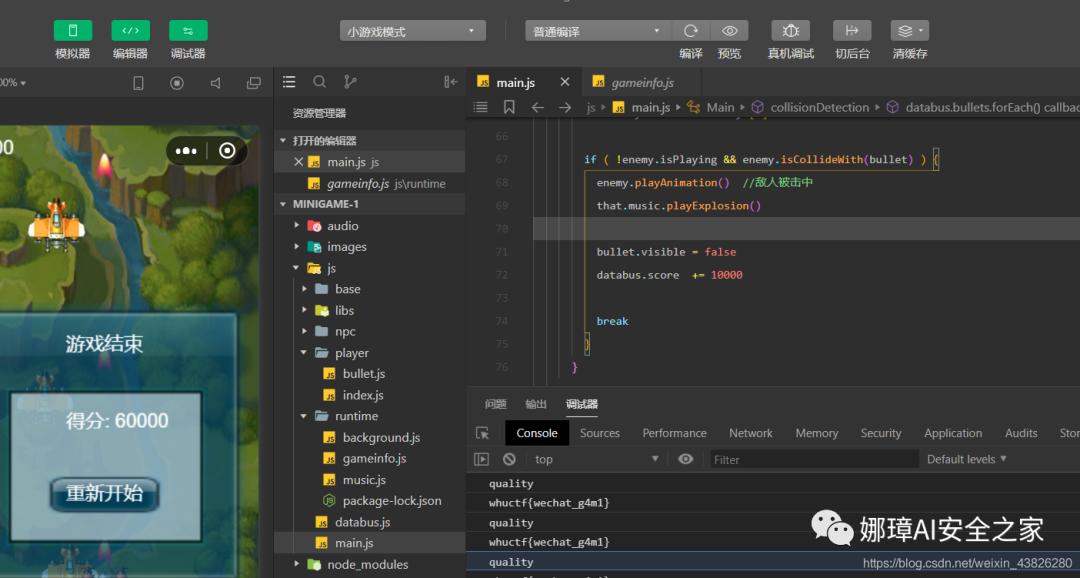 小游戏模式
普通编译
模拟器 编辑器 调试器
编译 预览 真机调试 切后台 清缓存
00%
main.js
gameinfo.js
资源管理器
js main.js Main collisionDetection databus.bullets.forEach() callbac
打开的编辑器
main.js js
gameinfo.js js\runtime
MINIGAME-1
audio
images
js
base
libs
npc
player
bullet.js
index.js
runtime
background.js
gameinfo.js
music.js
package-lock.json
databus.js
main.js
node_modules
游戏结束
得分: 60000
重新开始
66
67 if ( !enemy.isPlaying && enemy.isCollideWith(bullet) ) {
68 enemy.playAnimation() //敌人被击中
69 that.music.playExplosion()
70
71 bullet.visible = false
72 databus.score += 10000
73
74 break
75 }
76 }
问题 输出 调试器
Console Sources Performance Network Memory Security Application Audits Stor
top Filter Default levels
quality
whuctf{wechat_g4m1}
quality
whuctf{wechat_g4m1}
quality
娜璋AI安全之家
https://blog.csdn.net/weixin_43826280